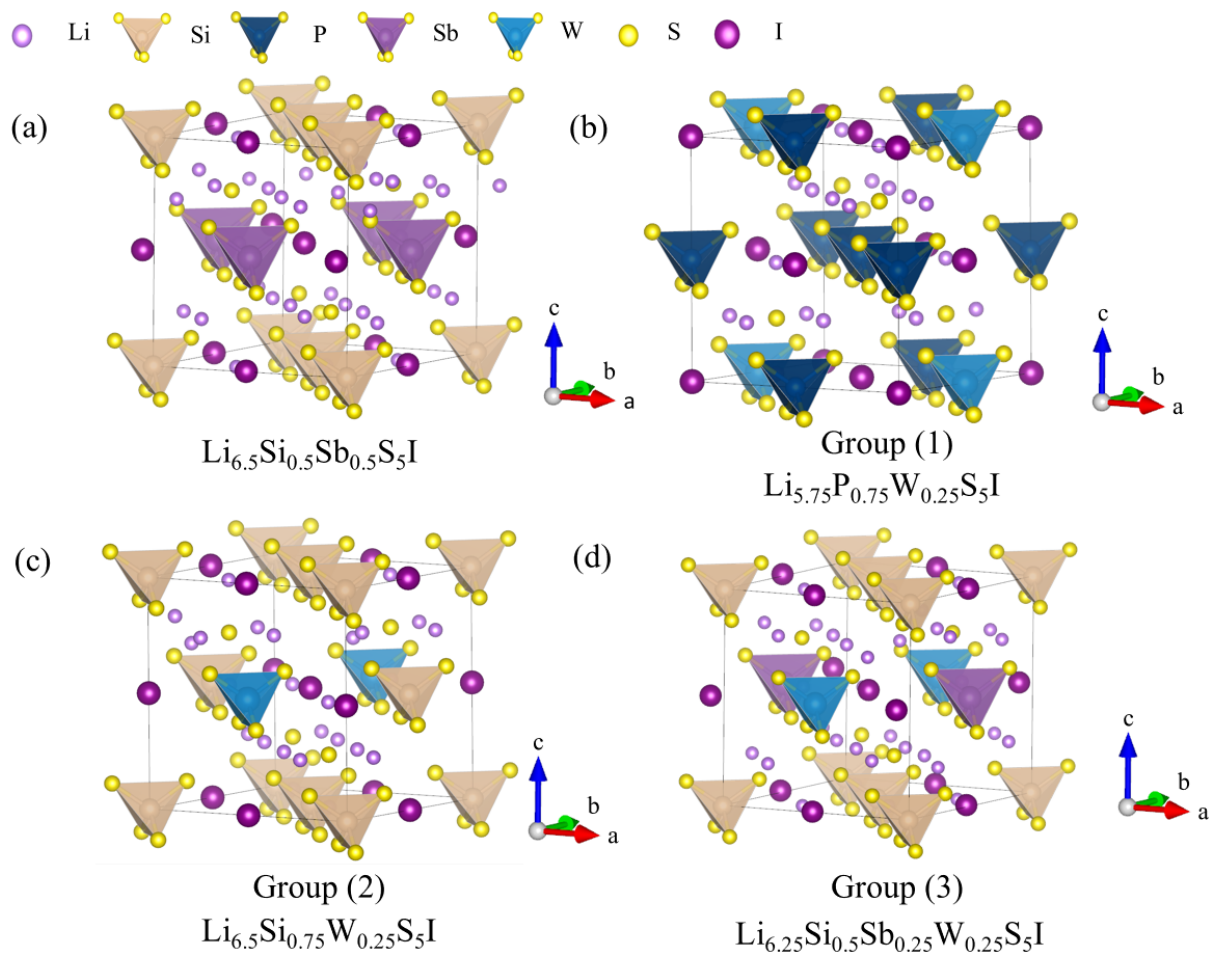 Li Si P Sb W S I
(a)
c
b
a
Li6.5Si0.5Sb0.5S5I
(b)
c
b
a
Group (1)
Li5.75P0.75W0.25S5I
(c)
c
b
a
Group (2)
Li6.5Si0.75W0.25S5I
(d)
c
b
a
Group (3)
Li6.25Si0.5Sb0.25W0.25S5I